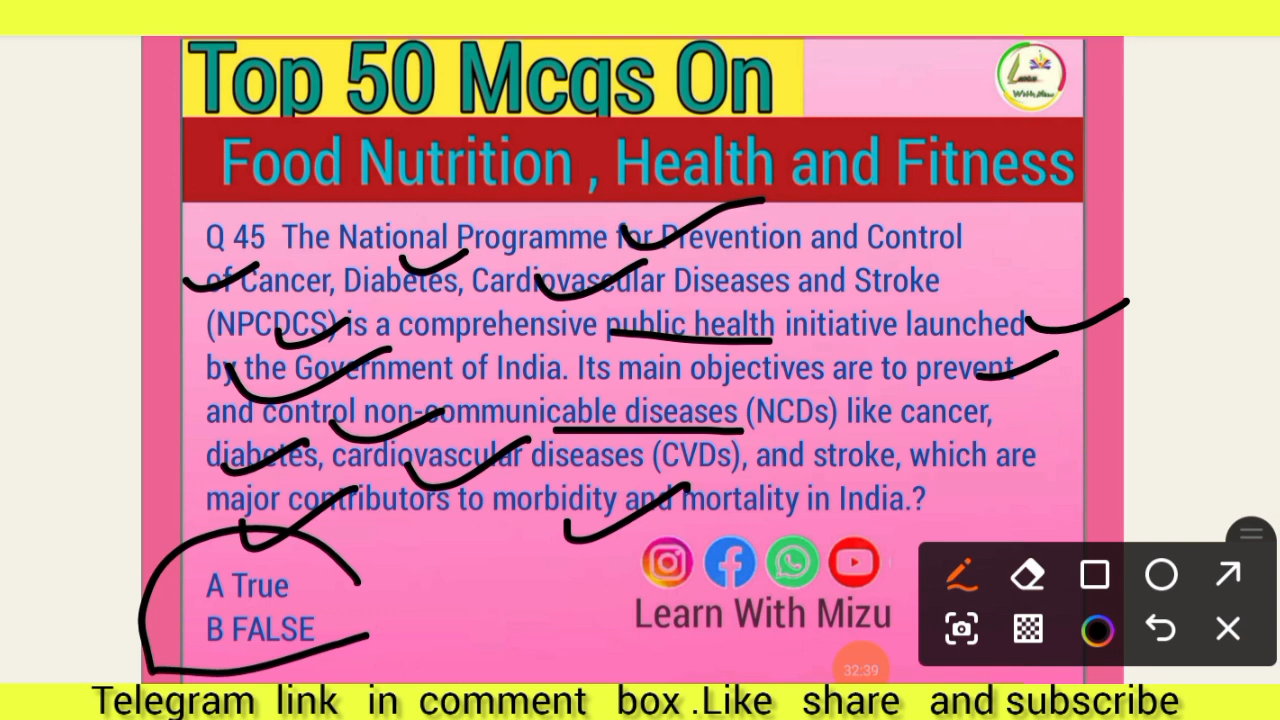 Top 50 Mcqs On
Food Nutrition , Health and Fitness
Q 45 The National Programme for Prevention and Control
of Cancer, Diabetes, Cardiovascular Diseases and Stroke
(NPCDCS) is a comprehensive public health initiative launched
by the Government of India. Its main objectives are to prevent
and control non-communicable diseases (NCDs) like cancer,
diabetes, cardiovascular diseases (CVDs), and stroke, which are
major contributors to morbidity and mortality in India.?
A True
B FALSE
Learn With Mizu
32:39
Telegram link in comment box .Like share and subscribe